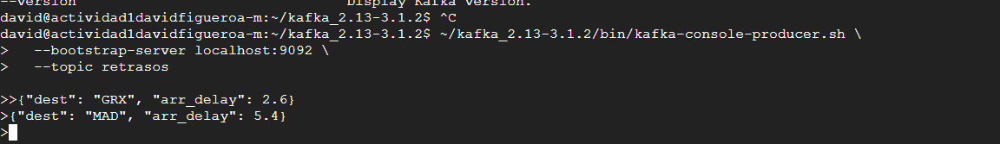 --version                               Display Kafka version.
david@actividad1davidfigueroa-m:~/kafka_2.13-3.1.2$ ^C
david@actividad1davidfigueroa-m:~/kafka_2.13-3.1.2$ ~/kafka_2.13-3.1.2/bin/kafka-console-producer.sh \
>   --bootstrap-server localhost:9092 \
>   --topic retrasos
>>{"dest": "GRX", "arr_delay": 2.6}
>{"dest": "MAD", "arr_delay": 5.4}
>